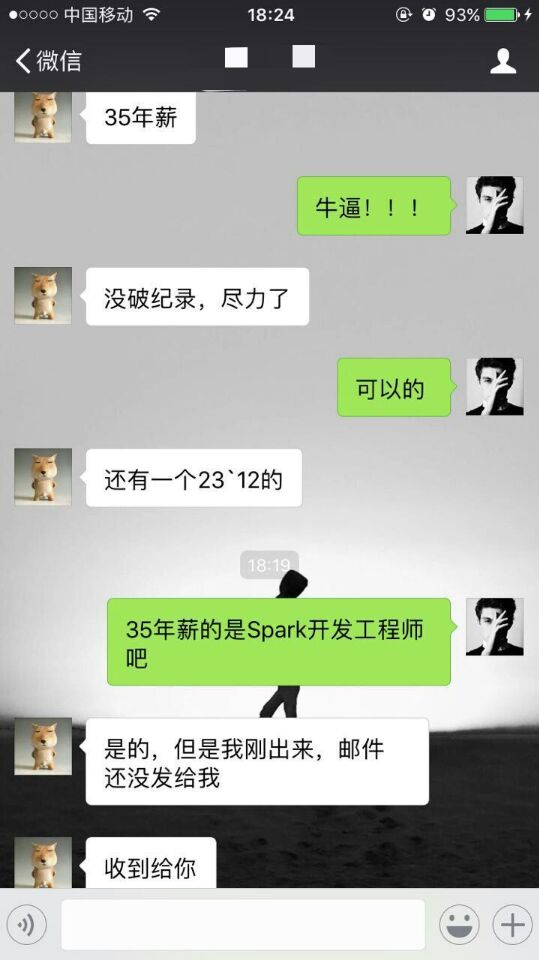 中国移动
18:24
93%
微信
35年薪
牛逼！！！
没破纪录，尽力了
可以的
还有一个23`12的
18:19
35年薪的是Spark开发工程师
吧
是的，但是我刚出来，邮件
还没发给我
收到给你